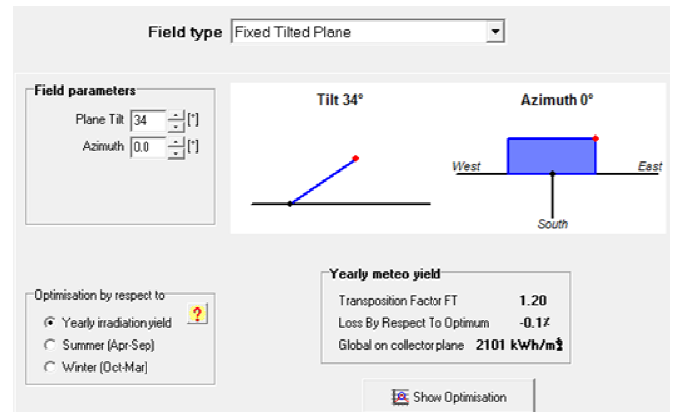 Field type Fixed Tilted Plane
Field parameters
Plane Tilt 34 [°]
Azimuth 0.0 [°]
Tilt 34°
Azimuth 0°
West
East
South
Optimisation by respect to
Yearly irradiation yield
?
Summer (Apr-Sep)
Winter (Oct-Mar)
Yearly meteo yield
Transposition Factor FT 1.20
Loss By Respect To Optimum -0.1%
Global on collector plane 2101 kWh/m²
Show Optimisation